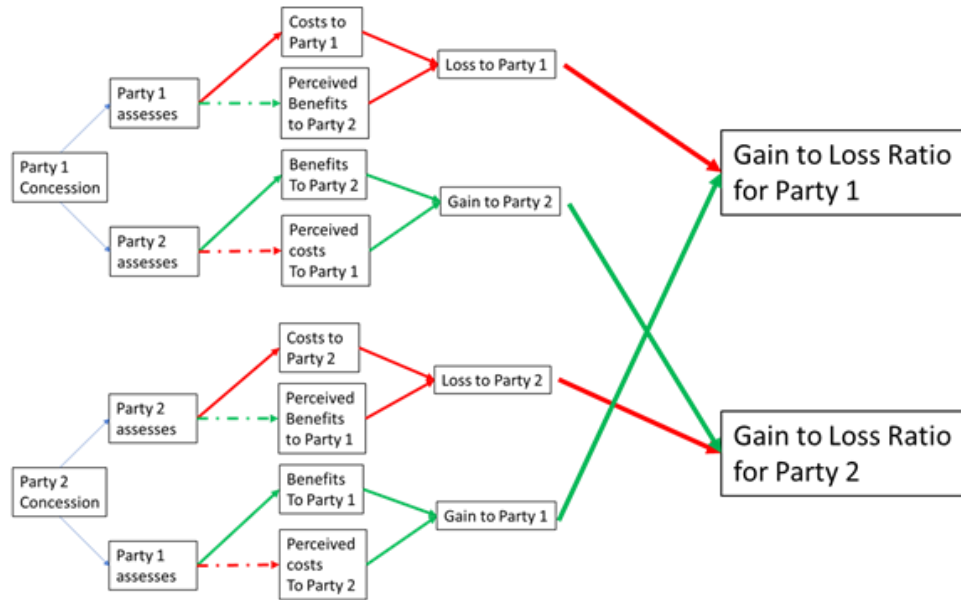 Costs to
Party 1
Loss to Party 1
Party 1
assesses
Perceived
Benefits
to Party 2
Party 1
Concession
Benefits
To Party 2
Gain to Party 2
Party 2
assesses
Perceived
costs
To Party 1
Gain to Loss Ratio
for Party 1
Costs to
Party 2
Loss to Party 2
Party 2
assesses
Perceived
Benefits
to Party 1
Party 2
Concession
Benefits
To Party 1
Gain to Party 1
Party 1
assesses
Perceived
costs
To Party 2
Gain to Loss Ratio
for Party 2